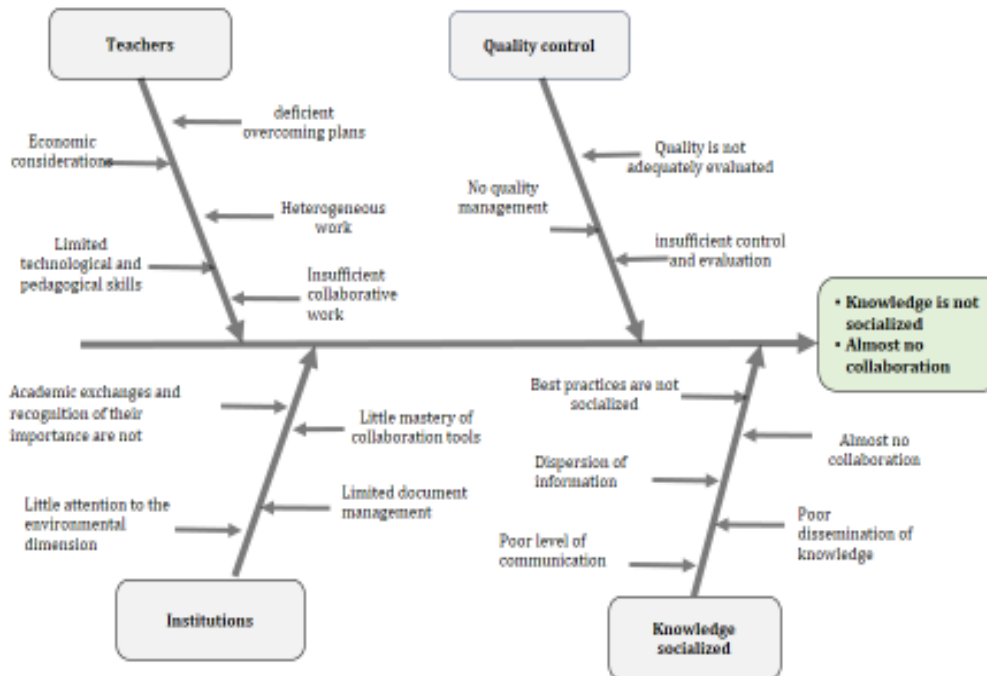 Teachers
Quality control
deficient
overcoming plans
Economic
considerations
Heterogeneous
work
Limited
technological and
pedagogical skills
Insufficient
collaborative
work
Quality is not
adequately evaluated
No quality
management
insufficient control
and evaluation
• Knowledge is not
socialized
• Almost no
collaboration
Academic exchanges and
recognition of their
importance are not
Little mastery of
collaboration tools
Limited document
management
Little attention to the
environmental
dimension
Institutions
Best practices are not
socialized
Almost no
collaboration
Dispersion of
information
Poor
dissemination of
knowledge
Poor level of
communication
Knowledge
socialized